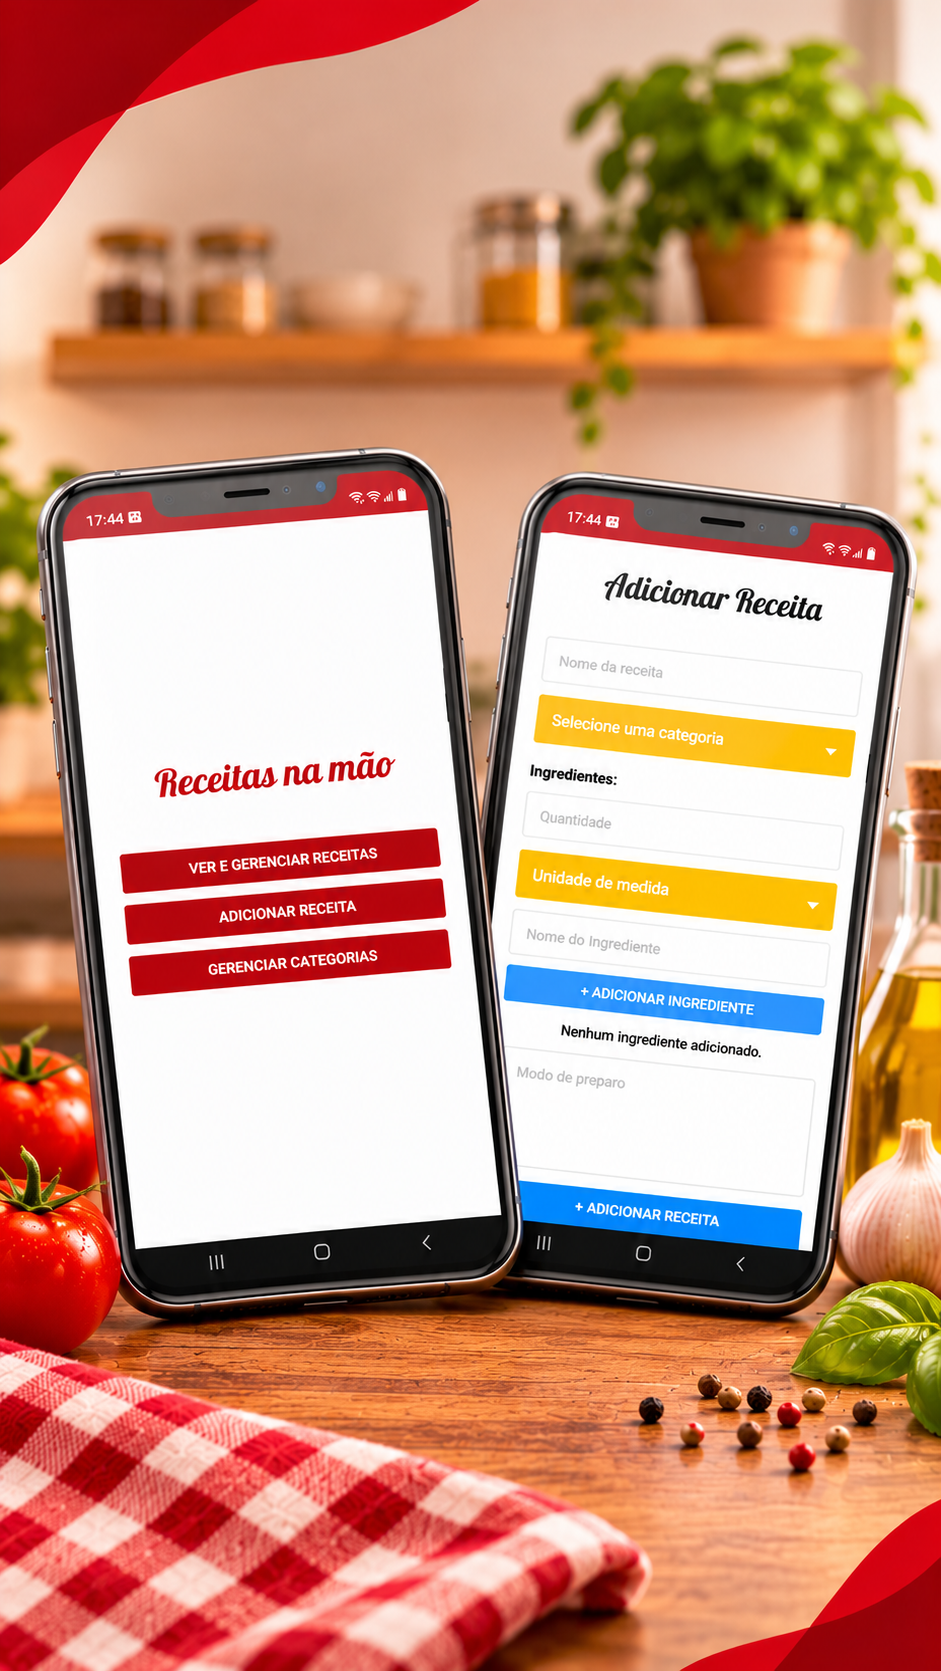 17:44
Receitas na mão
VER E GERENCIAR RECEITAS
ADICIONAR RECEITA
GERENCIAR CATEGORIAS
17:44
Adicionar Receita
Nome da receita
Selecione uma categoria
Ingredientes:
Quantidade
Unidade de medida
Nome do Ingrediente
+ ADICIONAR INGREDIENTE
Nenhum ingrediente adicionado.
Modo de preparo
+ ADICIONAR RECEITA